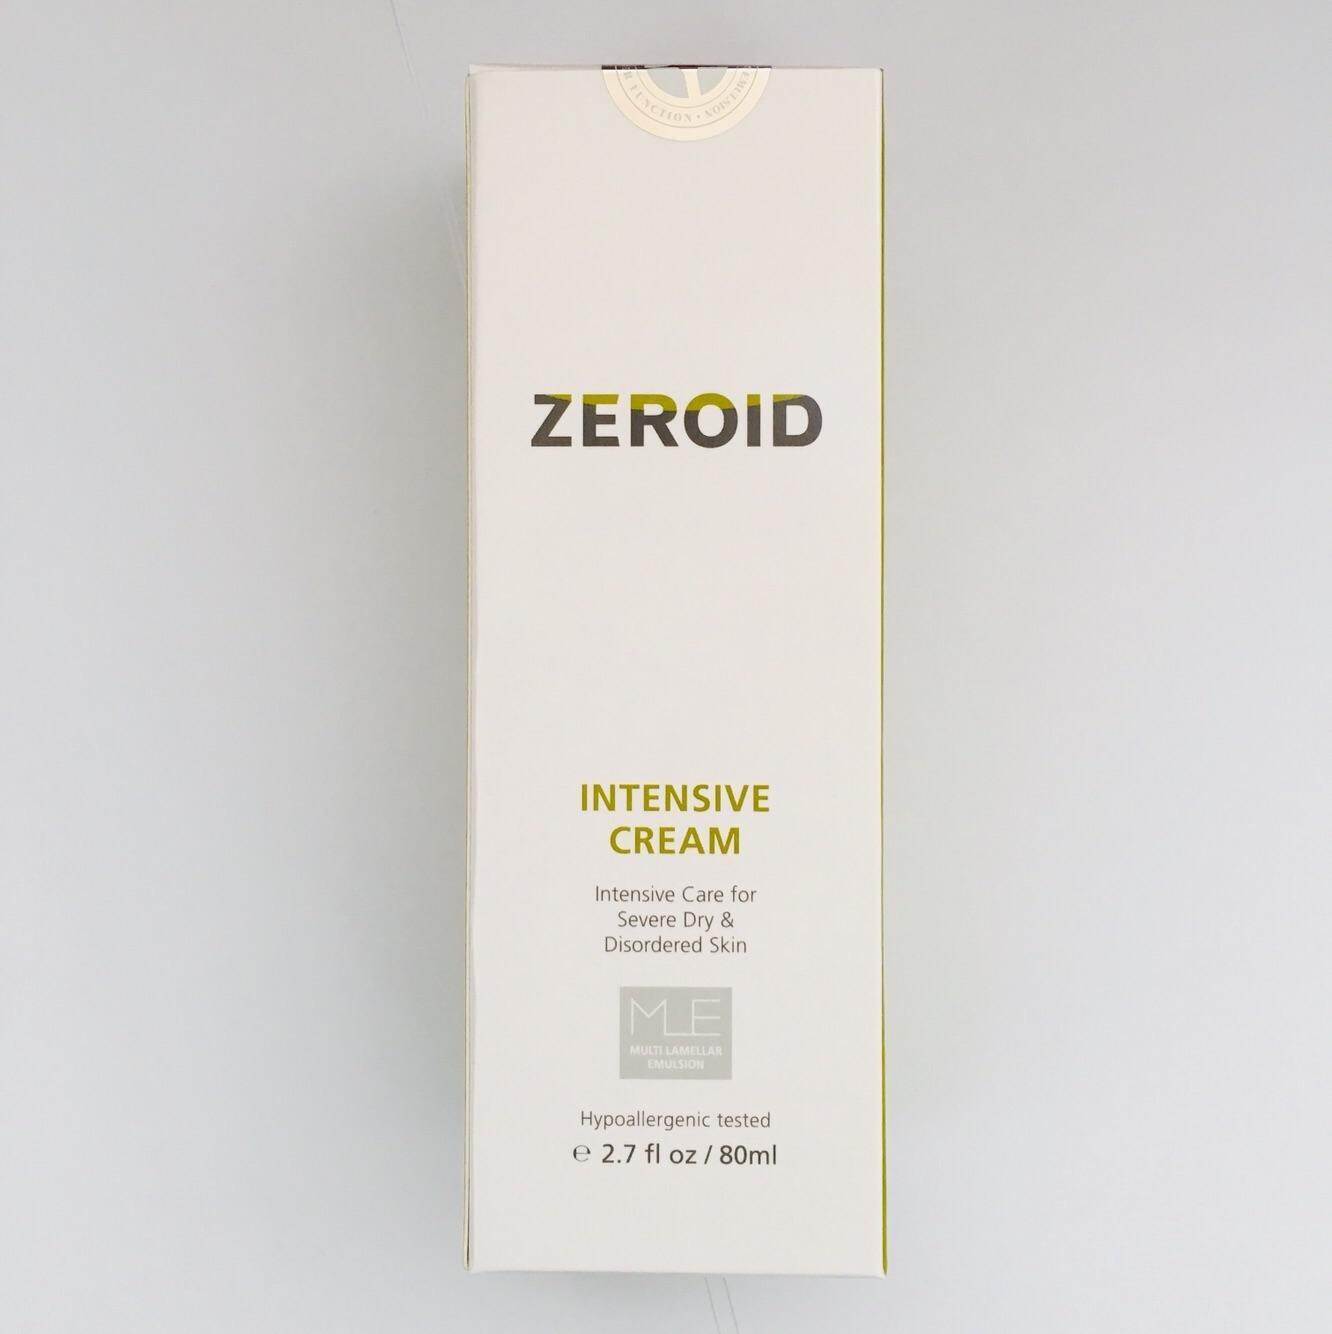 FUNCTION • 
ZEROID
INTENSIVE
CREAM
Intensive Care for
Severe Dry &
Disordered Skin
MLE
MULTI LAMELLAR
EMULSION
Hypoallergenic tested
℮ 2.7 fl oz / 80ml